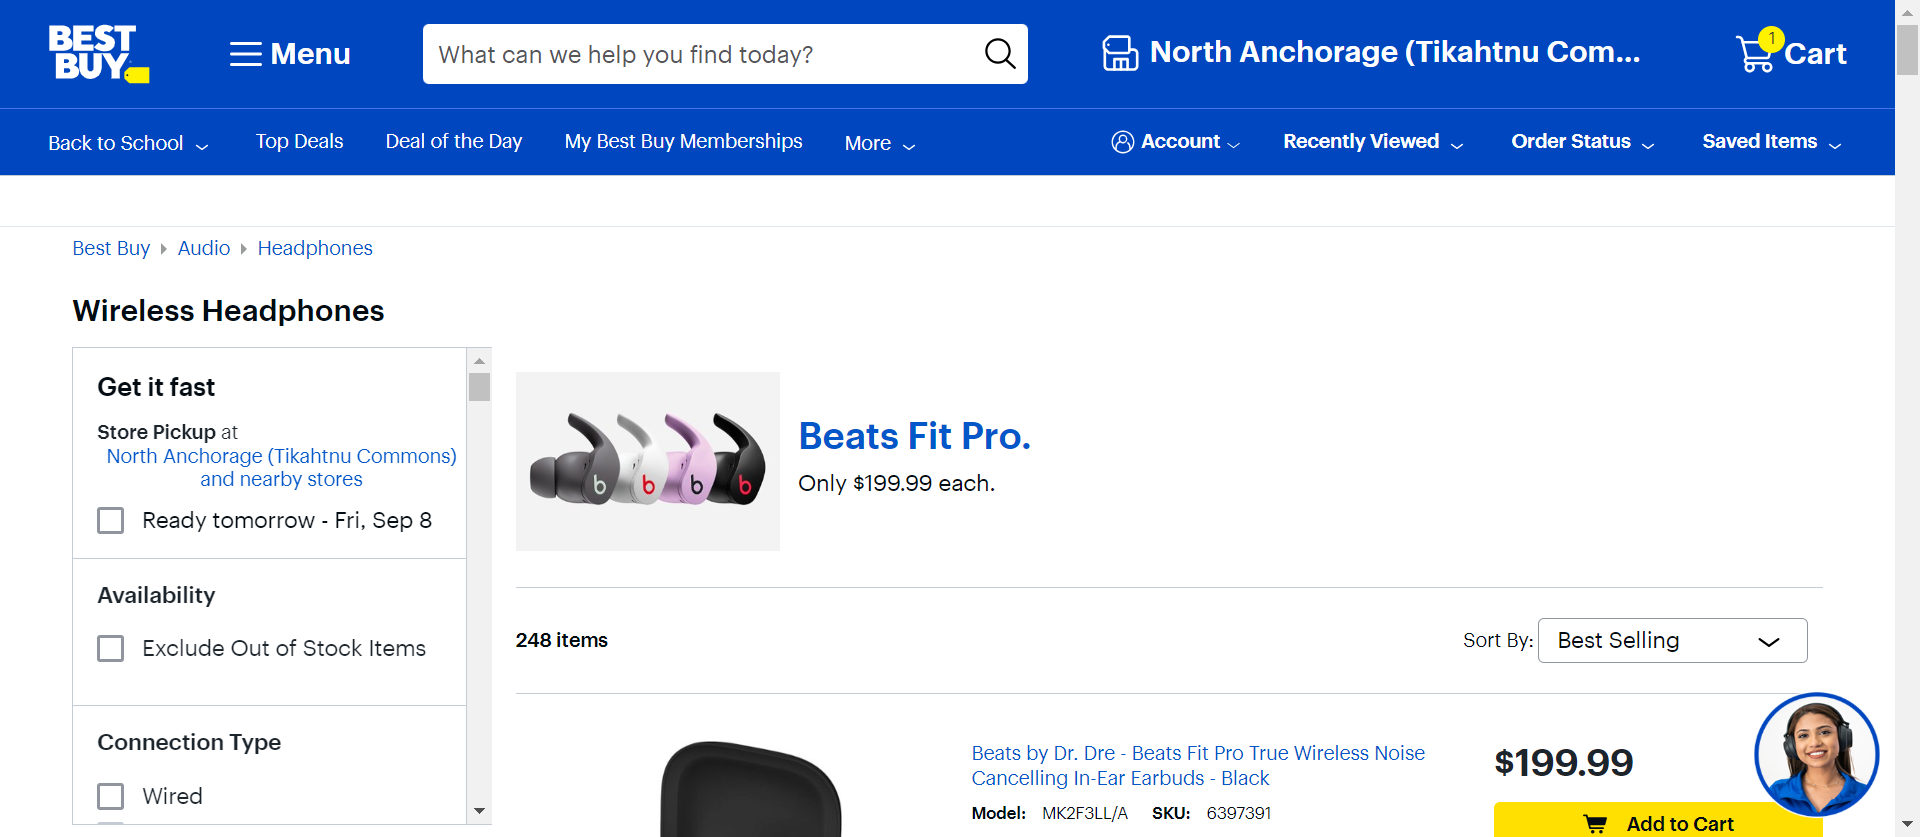 BEST BUY
Menu
What can we help you find today?
North Anchorage (Tikahtnu Com...
1
Cart
Back to School
Top Deals
Deal of the Day
My Best Buy Memberships
More
Account
Recently Viewed
Order Status
Saved Items
Best Buy
Audio
Headphones
Wireless Headphones
Get it fast
Store Pickup at
North Anchorage (Tikahtnu Commons)
and nearby stores
Ready tomorrow - Fri, Sep 8
Availability
Exclude Out of Stock Items
Connection Type
Wired
b b b b
Beats Fit Pro.
Only $199.99 each.
248 items
Sort By: Best Selling
Beats by Dr. Dre - Beats Fit Pro True Wireless Noise
Cancelling In-Ear Earbuds - Black
Model: MK2F3LL/A SKU: 6397391
$199.99
Add to Cart